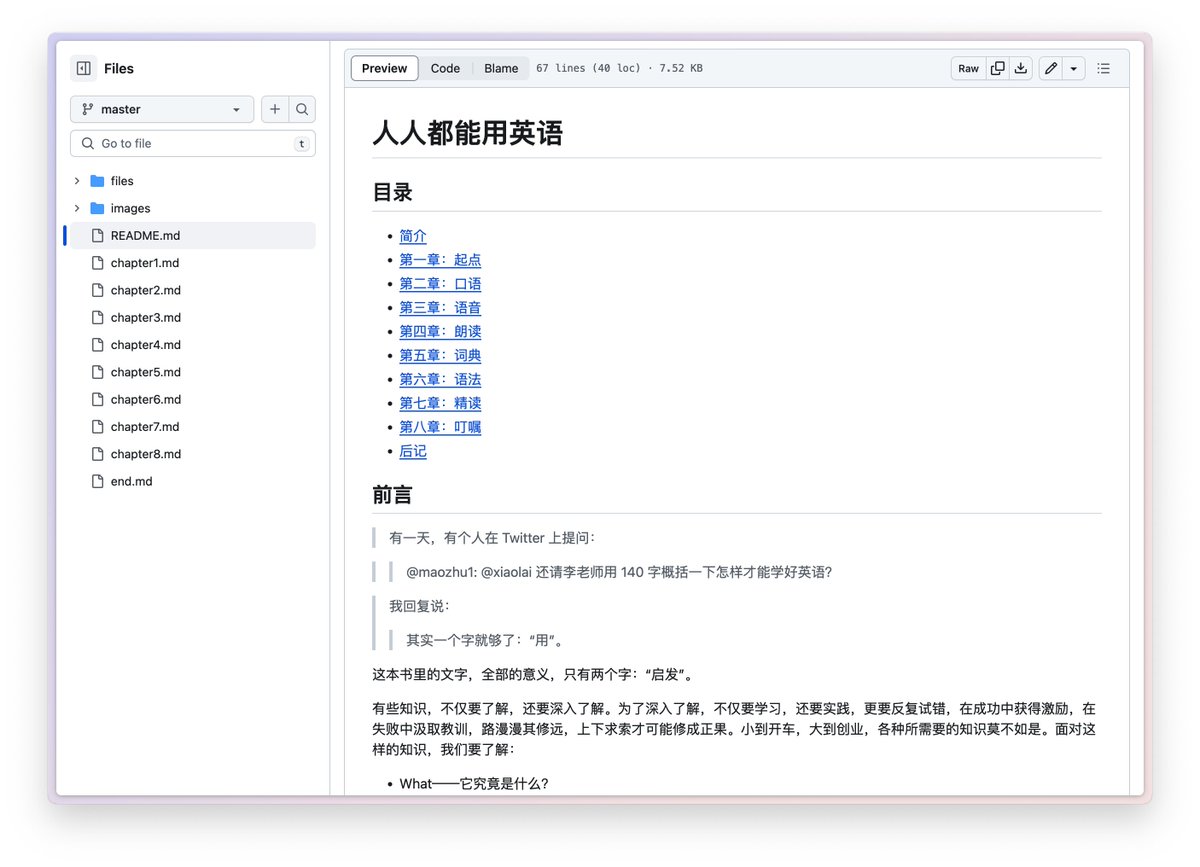 Files
master
Go to file
t
files
images
README.md
chapter1.md
chapter2.md
chapter3.md
chapter4.md
chapter5.md
chapter6.md
chapter7.md
chapter8.md
end.md
Preview Code Blame 67 lines (40 loc) · 7.52 KB Raw
人人都能用英语
目录
简介
第一章：起点
第二章：口语
第三章：语音
第四章：朗读
第五章：词典
第六章：语法
第七章：精读
第八章：叮嘱
后记
前言
有一天，有个人在 Twitter 上提问：
@maozhu1: @xiaolai 还请李老师用 140 字概括一下怎样才能学好英语?
我回复说：
其实一个字就够了：“用”。
这本书里的文字，全部的意义，只有两个字：“启发”。
有些知识，不仅要了解，还要深入了解。为了深入了解，不仅要学习，还要实践，更要反复试错，在成功中获得激励，在
失败中汲取教训，路漫漫其修远，上下求索才可能修成正果。小到开车，大到创业，各种所需要的知识莫不如是。面对这
样的知识，我们要了解：
What——它究竟是什么?